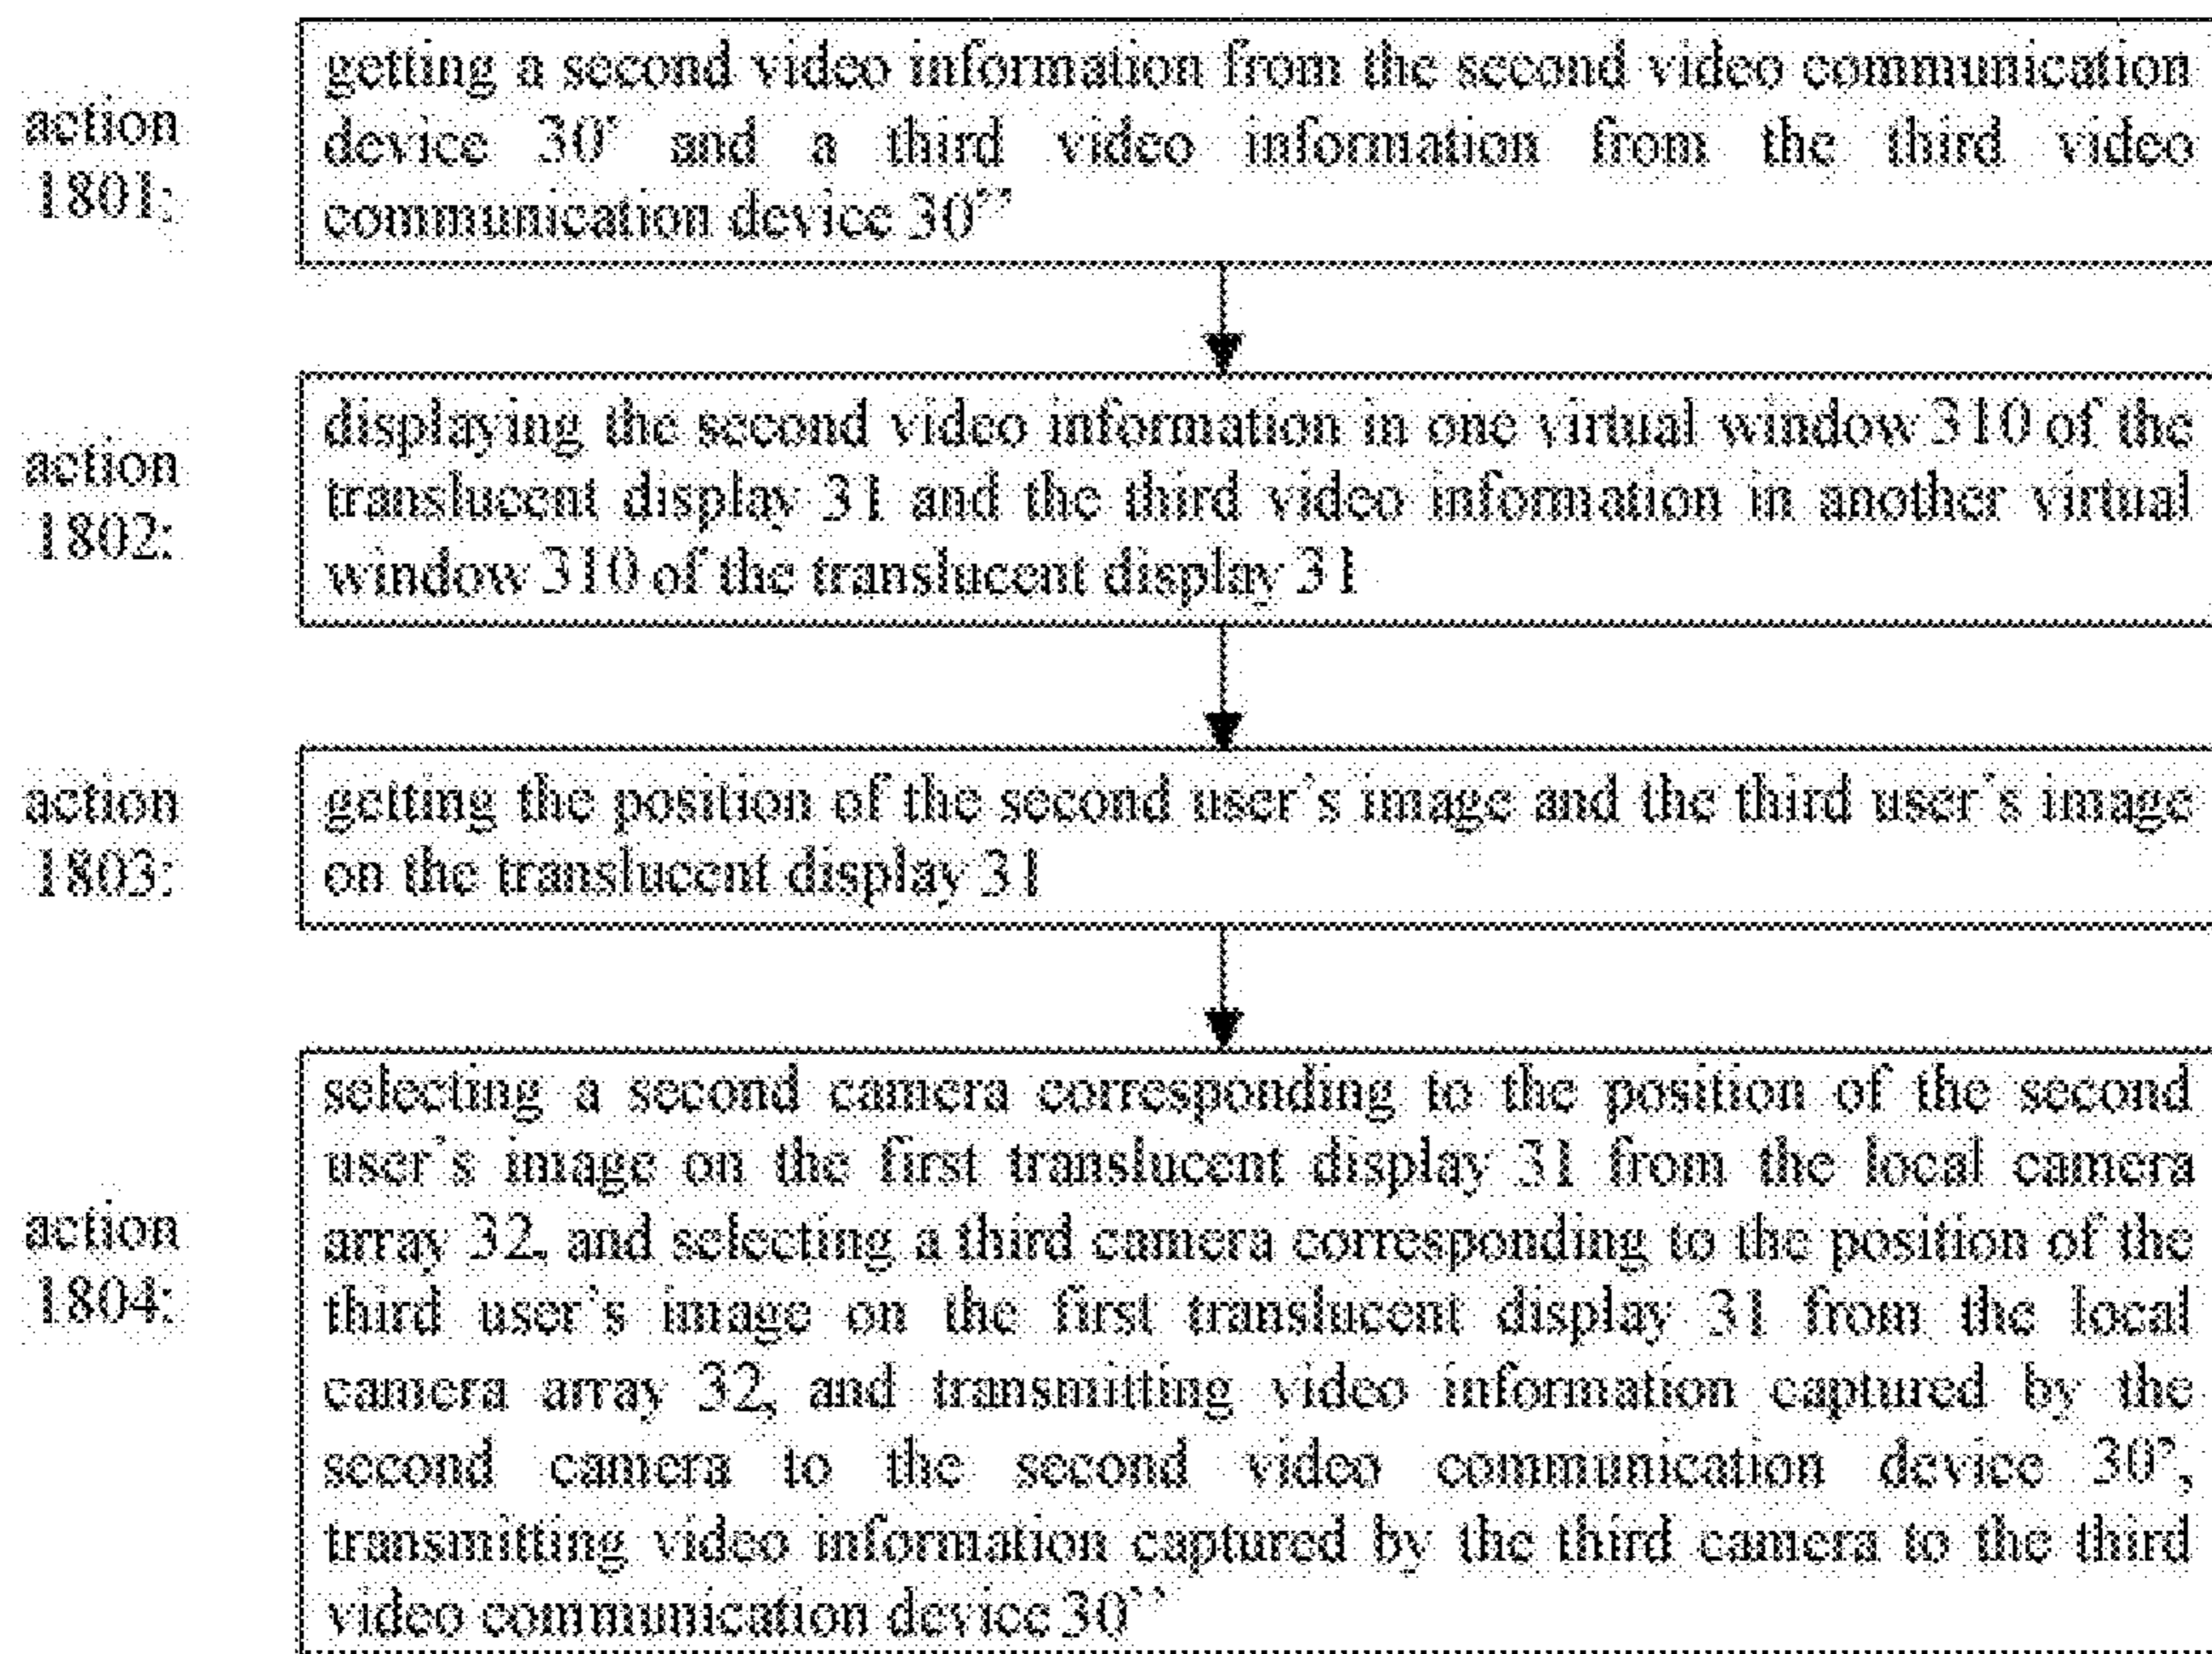 action
1801:
getting a second video information from the second video communication
device 30' and a third video information from the third video
communication device 30''
action
1802:
displaying the second video information in one virtual window 310 of the
translucent display 31 and the third video information in another virtual
window 310 of the translucent display 31
action
1803:
getting the position of the second user's image and the third user's image
on the translucent display 31
action
1804:
selecting a second camera corresponding to the position of the second
user's image on the first translucent display 31 from the local camera
array 32, and selecting a third camera corresponding to the position of the
third user's image on the first translucent display 31 from the local
camera array 32, and transmitting video information captured by the
second camera to the second video communication device 30',
transmitting video information captured by the third camera to the third
video communication device 30''